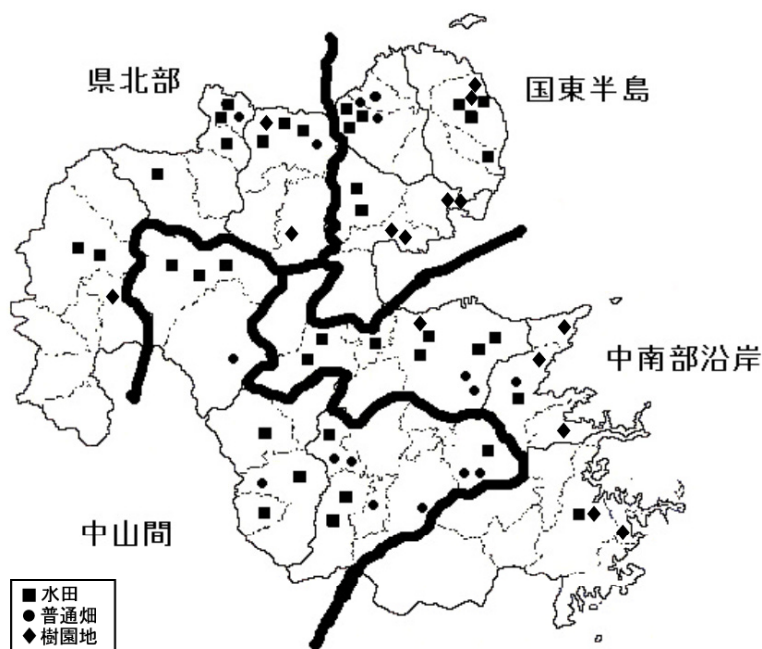 県北部
国東半島
中南部沿岸
中山間
水田
普通畑
樹園地